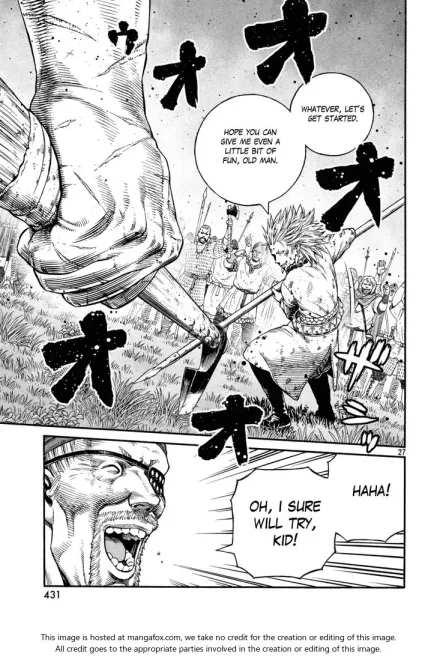 オ
オ
オ
WHATEVER, LET'S
GET STARTED.
HOPE YOU CAN
GIVE ME EVEN A
LITTLE BIT OF
FUN, OLD MAN.
オ
オ
オ
ザッ
27
HAHA!
OH, I SURE
WILL TRY,
KID!
431
This image is hosted at mangafox.com, we take no credit for the creation or editing of this image.
All credit goes to the appropriate parties involved in the creation or editing of this image.